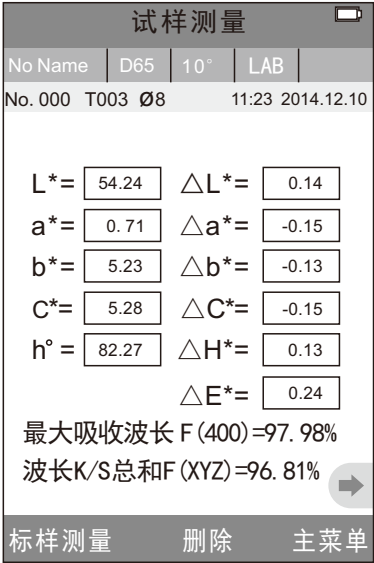 试样测量
No Name D65 10° LAB
No. 000 T003 Ø8 11:23 2014.12.10
L*= 54.24 △L*= 0.14
a*= 0.71 △a*= -0.15
b*= 5.23 △b*= -0.13
C*= 5.28 △C*= -0.15
h°= 82.27 △H*= 0.13
△E*= 0.24
最大吸收波长 F(400)=97.98%
波长K/S总和F(XYZ)=96.81%
标样测量 删除 主菜单